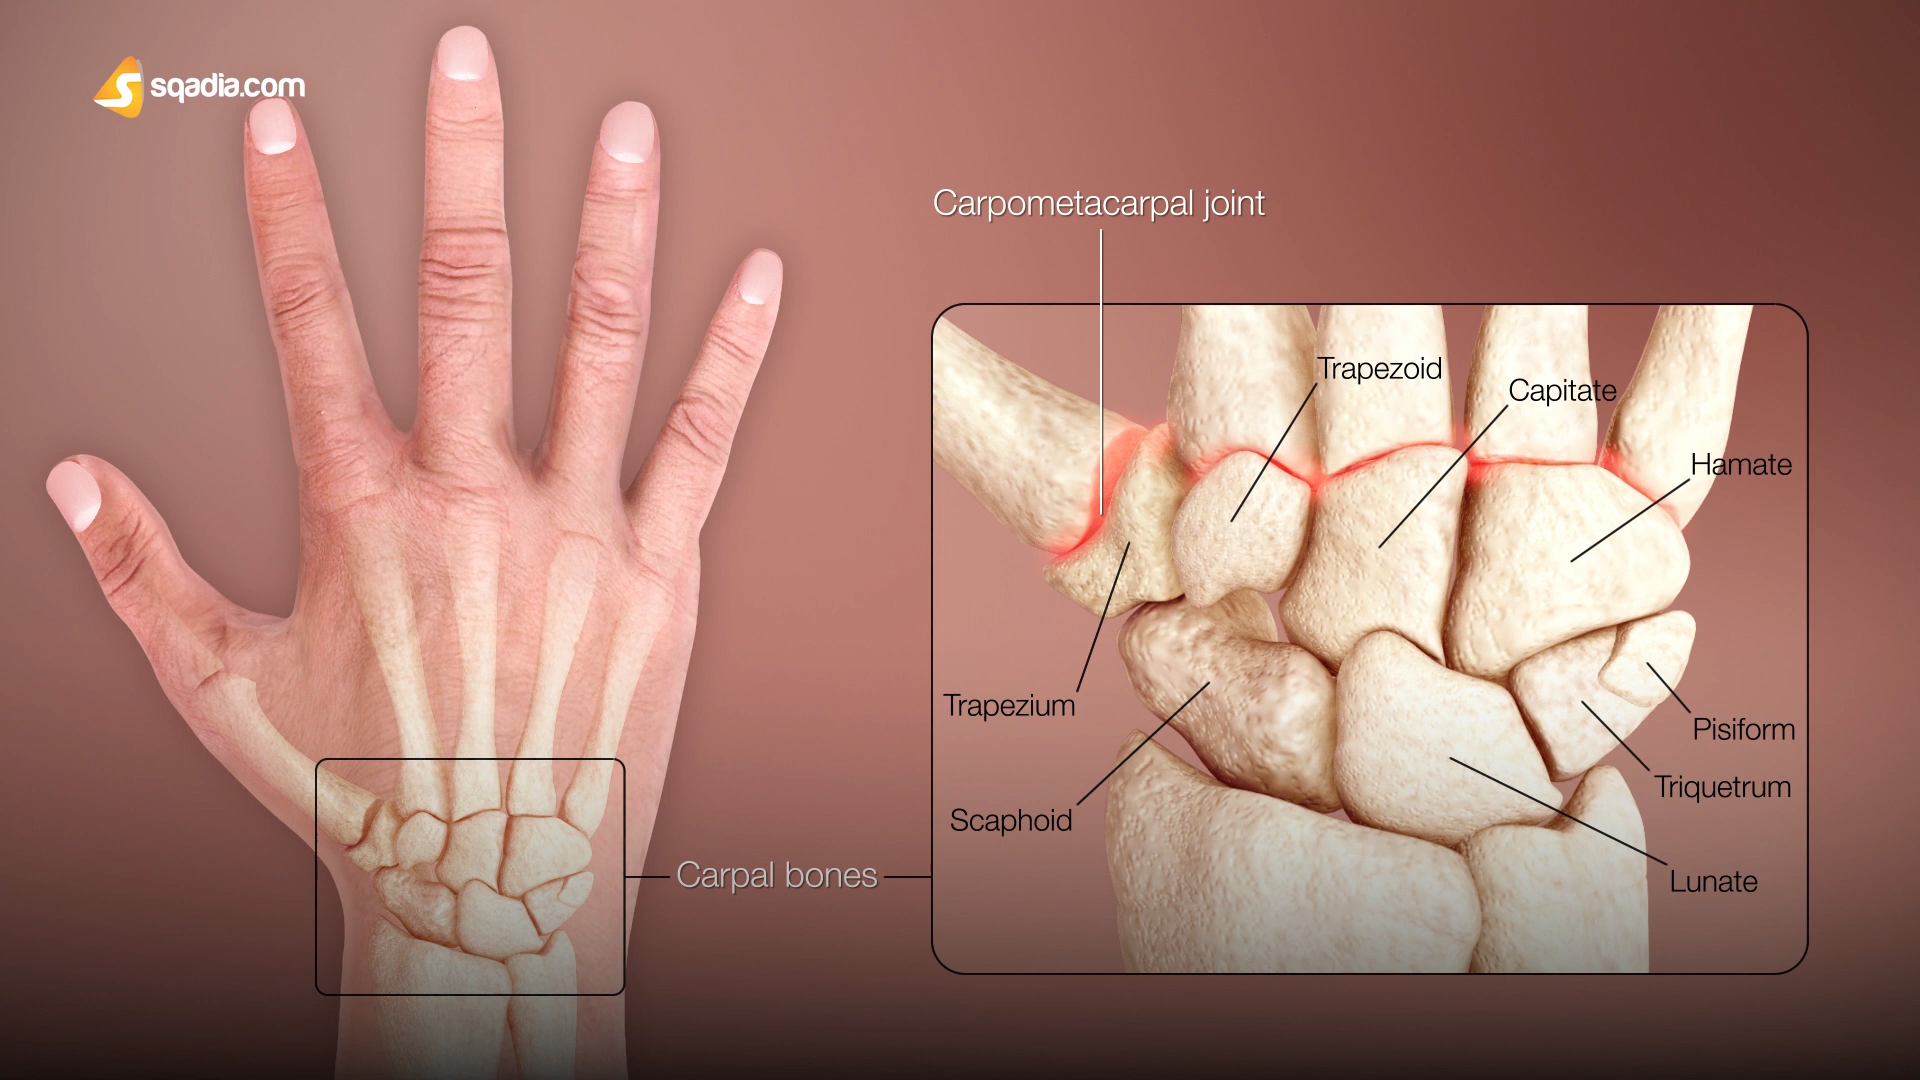 sqadia.com
Carpometacarpal joint
Trapezoid
Capitate
Hamate
Trapezium
Pisiform
Triquetrum
Scaphoid
Carpal bones
Lunate